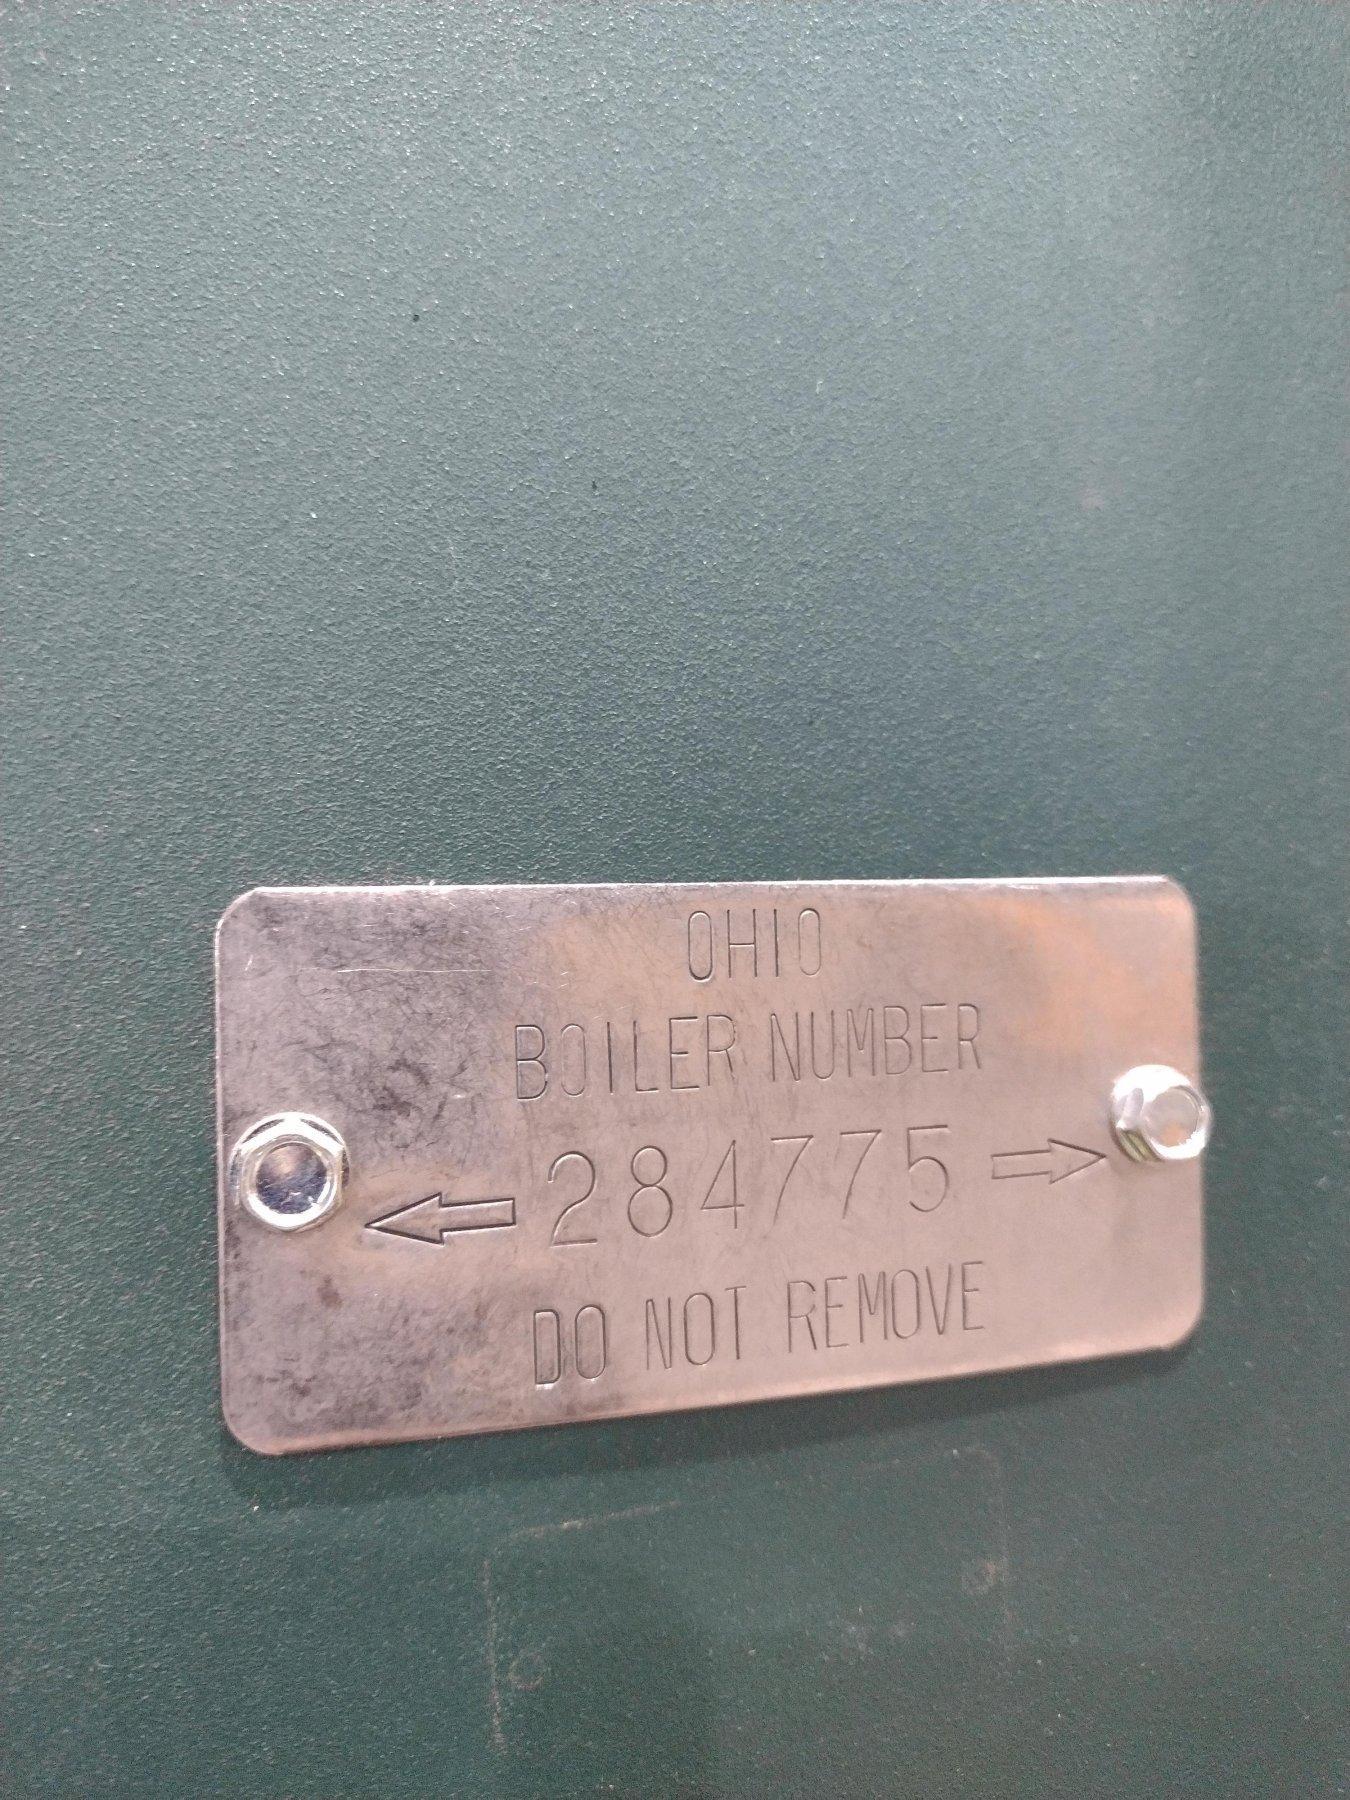 OHIO
BOILER NUMBER
284775
DO NOT REMOVE